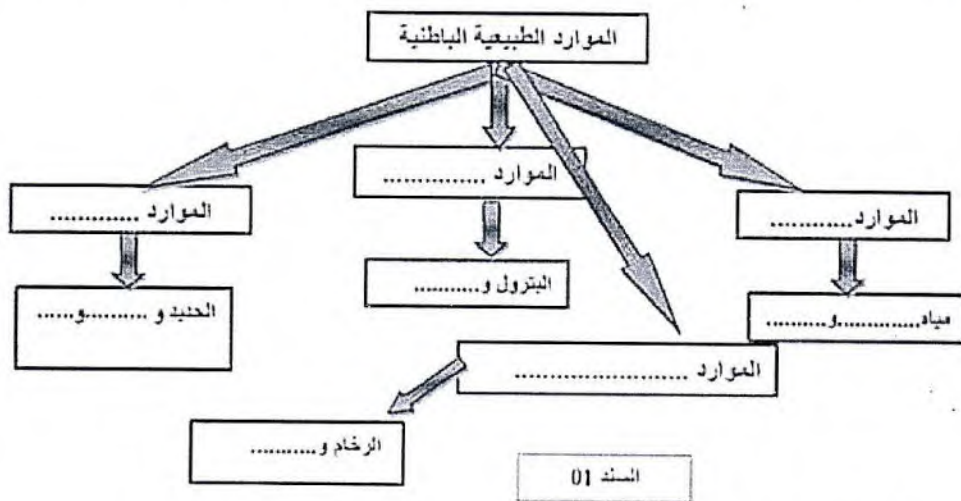 الموارد الطبيعية الباطنية
الموارد............
الموارد ...............
الموارد .............
مياه.............و..........
البترول و...........
الحديد و ..........و......
الموارد ........................
الرخام و...........
السند 01